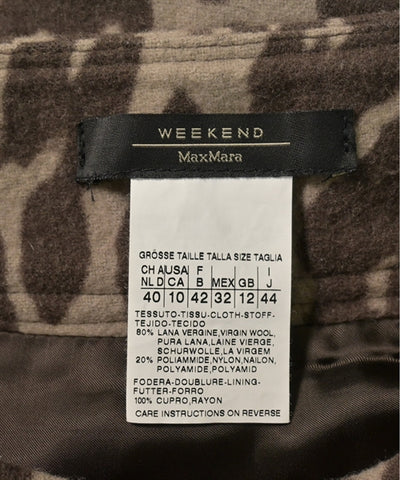 WEEKEND
MaxMara
GRÖSSE TAILLE TALLA SIZE TAGLIA
CH A USA F I
NL D CA B MEX GB J
40 10 42 32 12 44
TESSUTO-TISSU-CLOTH-STOFF-
TEJIDO-TECIDO
80% LANA VERGINE,VIRGIN WOOL,
PURA LANA,LAINE VIERGE,
SCHURWOLLE,LA VIRGEM
20% POLIAMMIDE,NYLON,NAILON,
POLYAMIDE,POLYAMID
FODERA-DOUBLURE-LINING-
FUTTER-FORRO
100% CUPRO,RAYON
CARE INSTRUCTIONS ON REVERSE